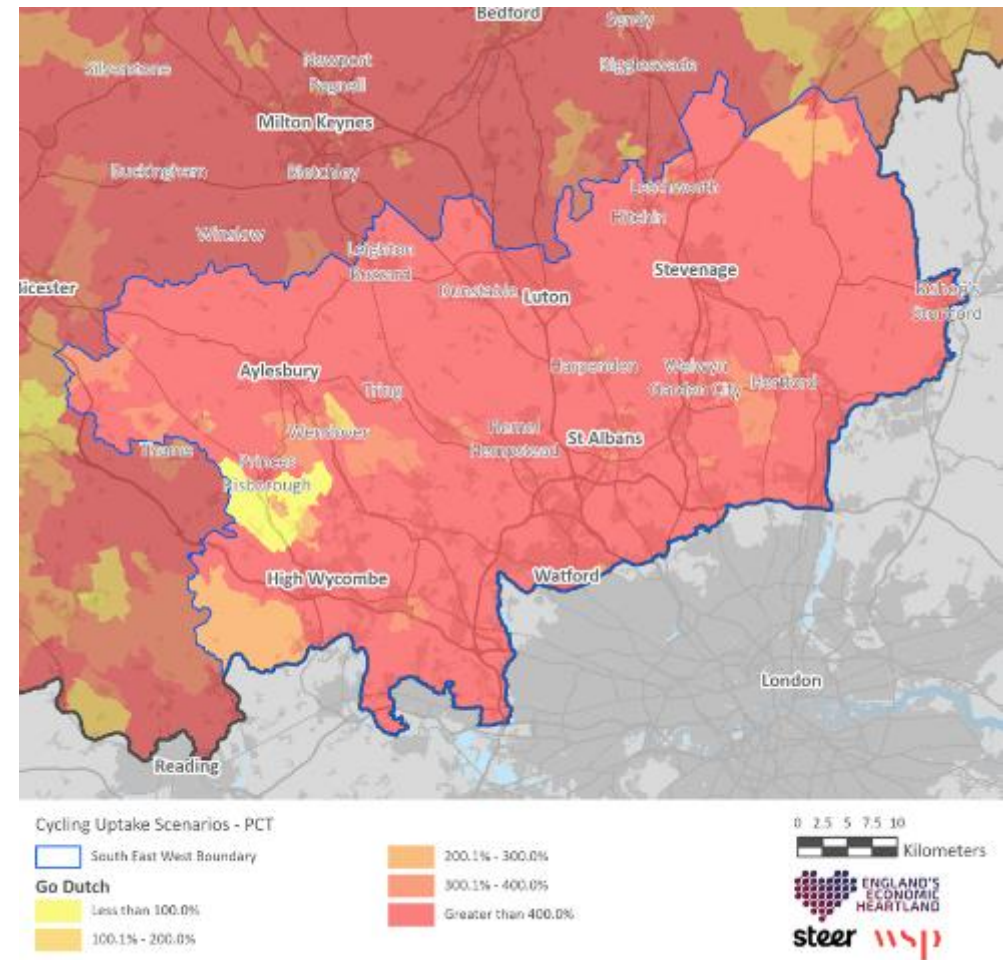 Bedford
Sandy
Silverstone
Newport
Pagnell
Biggleswade
Milton Keynes
Buckingham
Bletchley
Letchworth
Hitchin
Winslow
Leighton
Buzzard
Stevenage
Bicester
Dunstable
Luton
Bishop's
Stortford
Aylesbury
Tring
Harpenden
Welwyn
Garden City
Hertford
Wendover
Hemel
Hempstead
St Albans
Thame
Princes
Risborough
High Wycombe
Watford
London
Reading
Cycling Uptake Scenarios - PCT
South East West Boundary
Go Dutch
Less than 100.0%
100.1% - 200.0%
200.1% - 300.0%
300.1% - 400.0%
Greater than 400.0%
0 2.5 5 7.5 10
Kilometers
ENGLAND'S
ECONOMIC
HEARTLAND
steer wsp